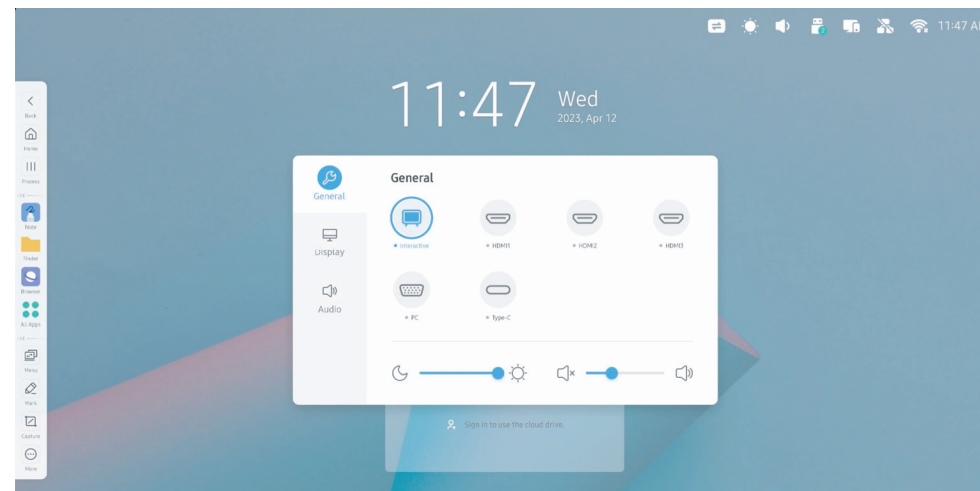 11:47 A
11:47
Wed
2023, Apr 12
Back
Home
Process
Note
Finder
Browser
All Apps
Menu
Mark
Capture
More
General
Display
Audio
General
Interactive
HDMI1
HDMI2
HDMI3
PC
Type-C
Sign in to use the cloud drive.